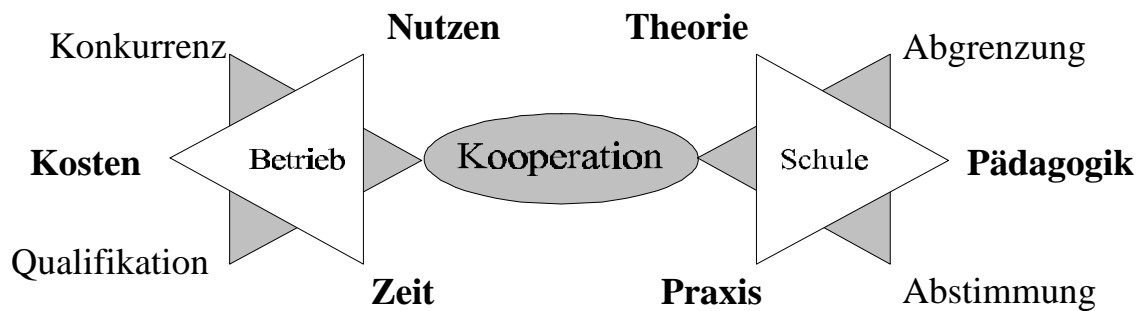 Nutzen Theorie
Konkurrenz Abgrenzung
Kosten Betrieb Kooperation Schule Pädagogik
Qualifikation Abstimmung
Zeit Praxis